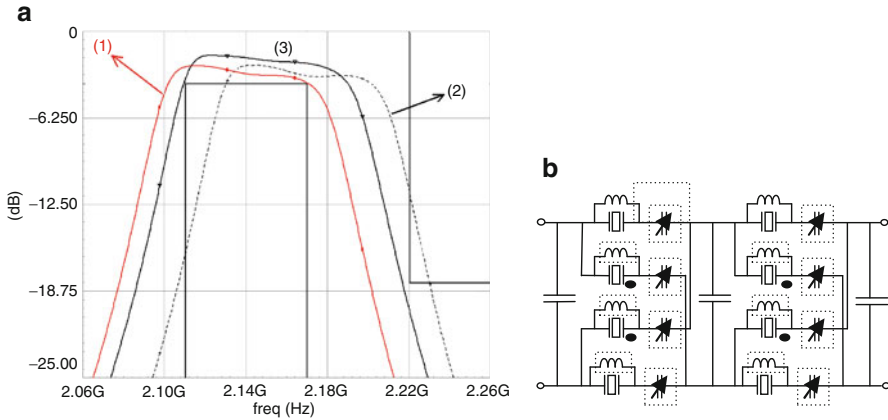 a
0
(1)
(3)
(2)
−6.250
(dB)
−12.50
−18.75
−25.00
2.06G 2.10G 2.14G 2.18G 2.22G 2.26G
freq (Hz)
b